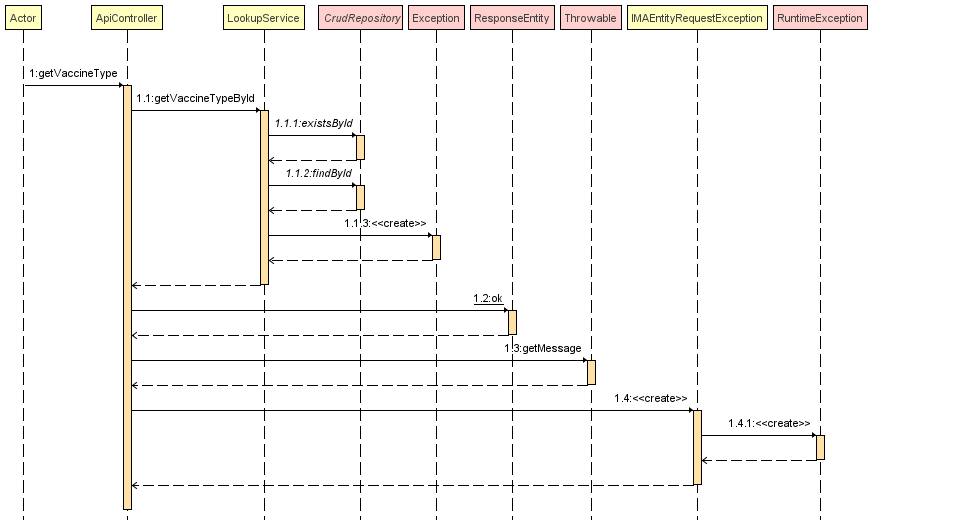 Actor
ApiController
LookupService
CrudRepository
Exception
ResponseEntity
Throwable
IMAEntityRequestException
RuntimeException
1:getVaccineType
1.1:getVaccineTypeById
1.1.1:existsById
1.1.2:findById
1.1.3:<<create>>
1.2:ok
1.3:getMessage
1.4:<<create>>
1.4.1:<<create>>